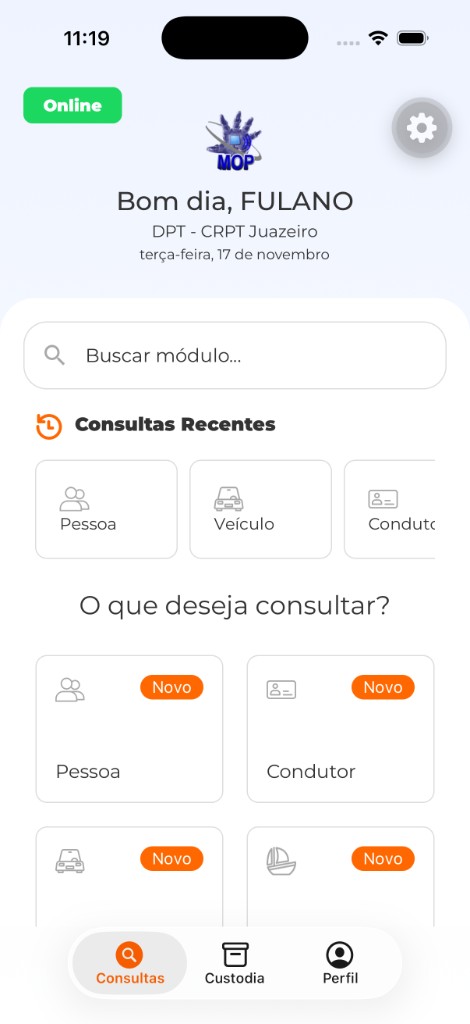 11:19
Online
MOP
Bom dia, FULANO
DPT - CRPT Juazeiro
terça-feira, 17 de novembro
Buscar módulo...
Consultas Recentes
Pessoa
Veículo
Conduto
O que deseja consultar?
Novo
Novo
Pessoa
Condutor
Novo
Novo
Consultas
Custodia
Perfil